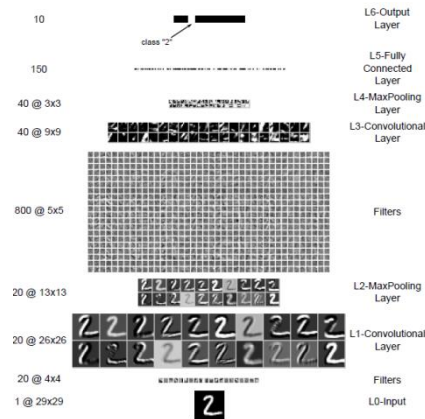 10
L6-Output
Layer
class "2"
150
L5-Fully
Connected
Layer
40 @ 3x3
L4-MaxPooling
Layer
40 @ 9x9
L3-Convolutional
Layer
800 @ 5x5
Filters
20 @ 13x13
L2-MaxPooling
Layer
20 @ 26x26
L1-Convolutional
Layer
20 @ 4x4
Filters
1 @ 29x29
2
L0-Input